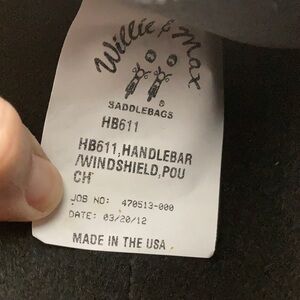 Willie & Max
®
SADDLEBAGS
HB611
HB611,HANDLEBAR
/WINDSHIELD,POU
CH
JOB NO: 470513-000
DATE: 03/20/12
MADE IN THE USA